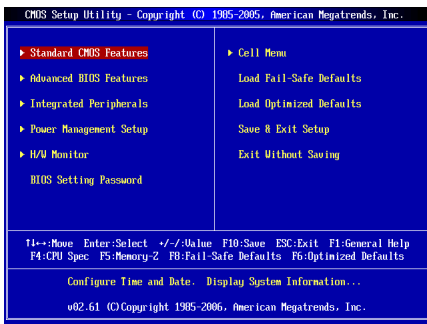 CMOS Setup Utility - Copyright (C) 1985-2005, American Megatrends, Inc.
▶ Standard CMOS Features
▶ Advanced BIOS Features
▶ Integrated Peripherals
▶ Power Management Setup
▶ H/W Monitor
BIOS Setting Password
▶ Cell Menu
Load Fail-Safe Defaults
Load Optimized Defaults
Save & Exit Setup
Exit Without Saving
↑↓←→:Move Enter:Select +/-/:Value F10:Save ESC:Exit F1:General Help
F4:CPU Spec F5:Memory-Z F8:Fail-Safe Defaults F6:Optimized Defaults
Configure Time and Date. Display System Information...
v02.61 (C)Copyright 1985-2006, American Megatrends, Inc.